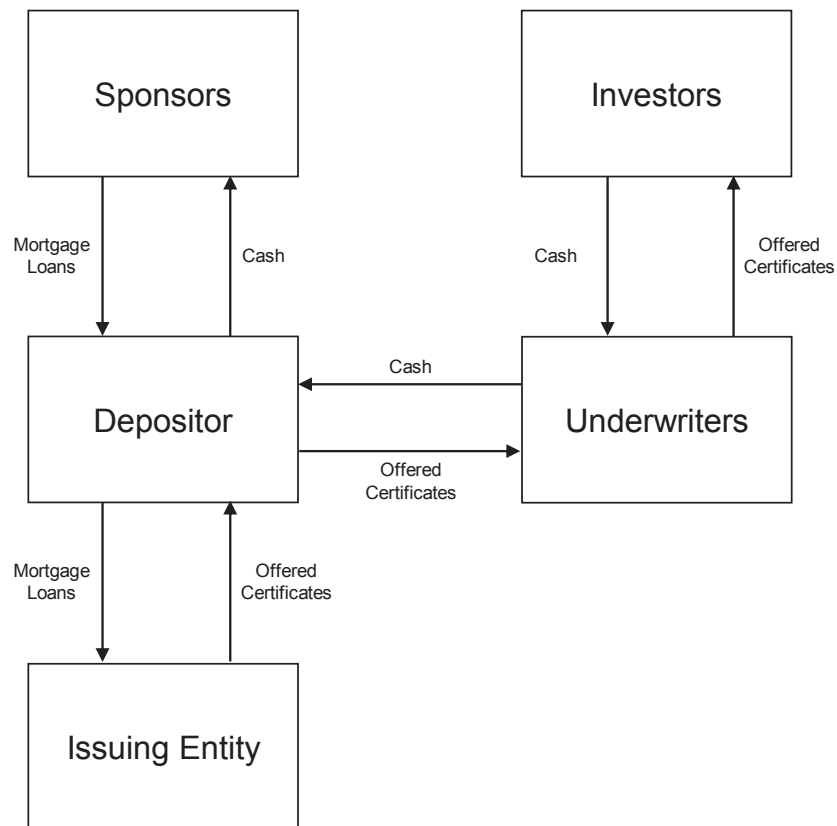 Sponsors
Investors
Mortgage
Loans
Cash
Cash
Offered
Certificates
Depositor
Cash
Offered
Certificates
Underwriters
Mortgage
Loans
Offered
Certificates
Issuing Entity